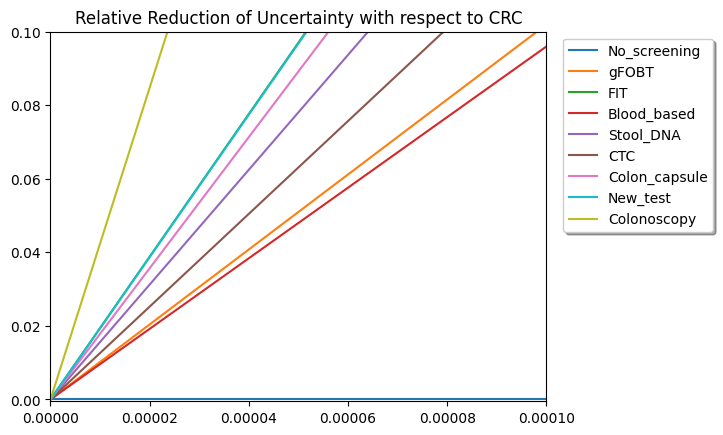 Relative Reduction of Uncertainty with respect to CRC
0.10
0.08
0.06
0.04
0.02
0.00
0.00000
0.00002
0.00004
0.00006
0.00008
0.00010
No_screening
gFOBT
FIT
Blood_based
Stool_DNA
CTC
Colon_capsule
New_test
Colonoscopy